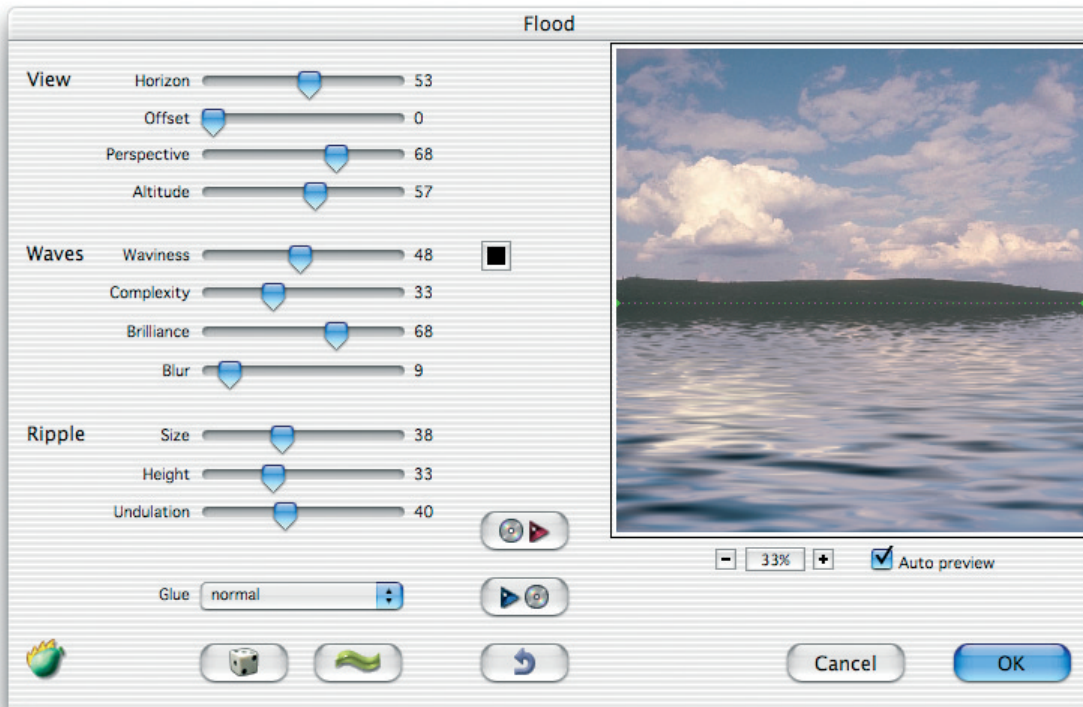 Flood
View
Horizon 53
Offset 0
Perspective 68
Altitude 57
Waves
Waviness 48
Complexity 33
Brilliance 68
Blur 9
Ripple
Size 38
Height 33
Undulation 40
Glue normal
33%
Auto preview
Cancel
OK